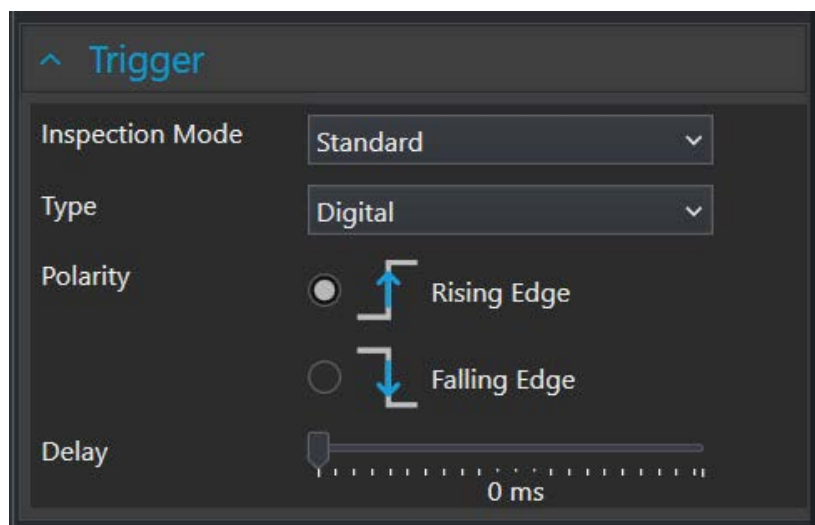 Trigger
Inspection Mode
Standard
Type
Digital
Polarity
Rising Edge
Falling Edge
Delay
0 ms